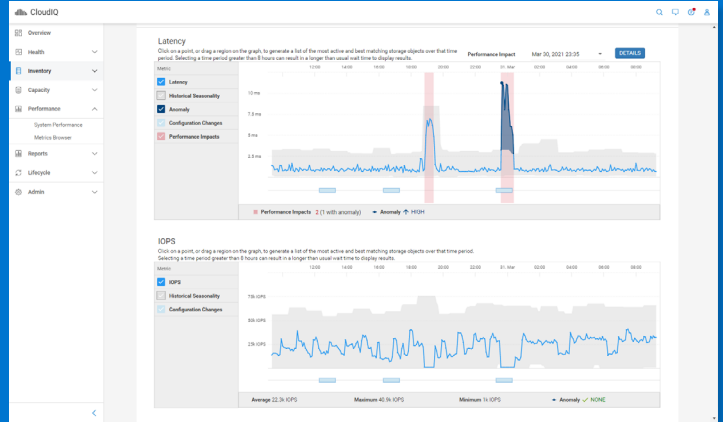 CloudIQ
Overview
Health
Inventory
Capacity
Performance
System Performance
Metrics Browser
Reports
Lifecycle
Admin
Latency
Click on a point, or drag a region on the graph, to generate a list of the most active and best matching storage objects over that time
period. Selecting a time period greater than 8 hours can result in a longer than usual wait time to display results.
Performance Impact Mar 30, 2021 23:35 DETAILS
Metric 12:00 14:00 16:00 18:00 20:00 22:00 31. Mar 02:00 04:00 06:00 08:00
Latency
Historical Seasonality
Anomaly
Configuration Changes
Performance Impacts
10 ms
7.5 ms
5 ms
2.5 ms
Performance Impacts 2 (1 with anomaly) Anomaly HIGH
IOPS
Click on a point, or drag a region on the graph, to generate a list of the most active and best matching storage objects over that time period.
Selecting a time period greater than 8 hours can result in a longer than usual wait time to display results.
Metric 12:00 14:00 16:00 18:00 20:00 22:00 31. Mar 02:00 04:00 06:00 08:00
IOPS
Historical Seasonality
Configuration Changes
75k IOPS
50k IOPS
25k IOPS
Average 22.3k IOPS Maximum 40.9k IOPS Minimum 1k IOPS Anomaly NONE